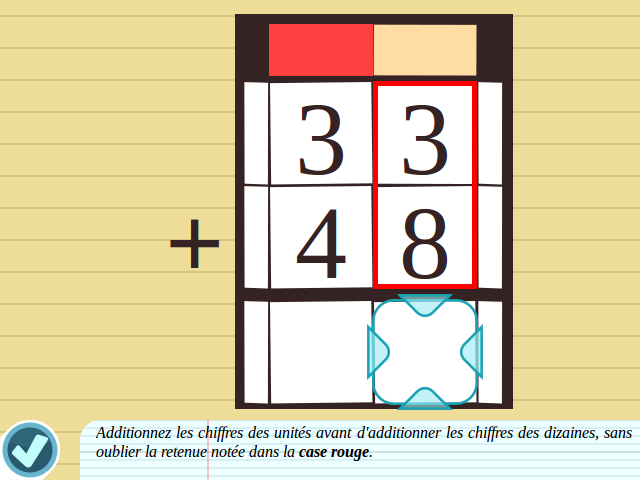 3 3
+ 4 8
Additionnez les chiffres des unités avant d'additionner les chiffres des dizaines, sans
oublier la retenue notée dans la case rouge.